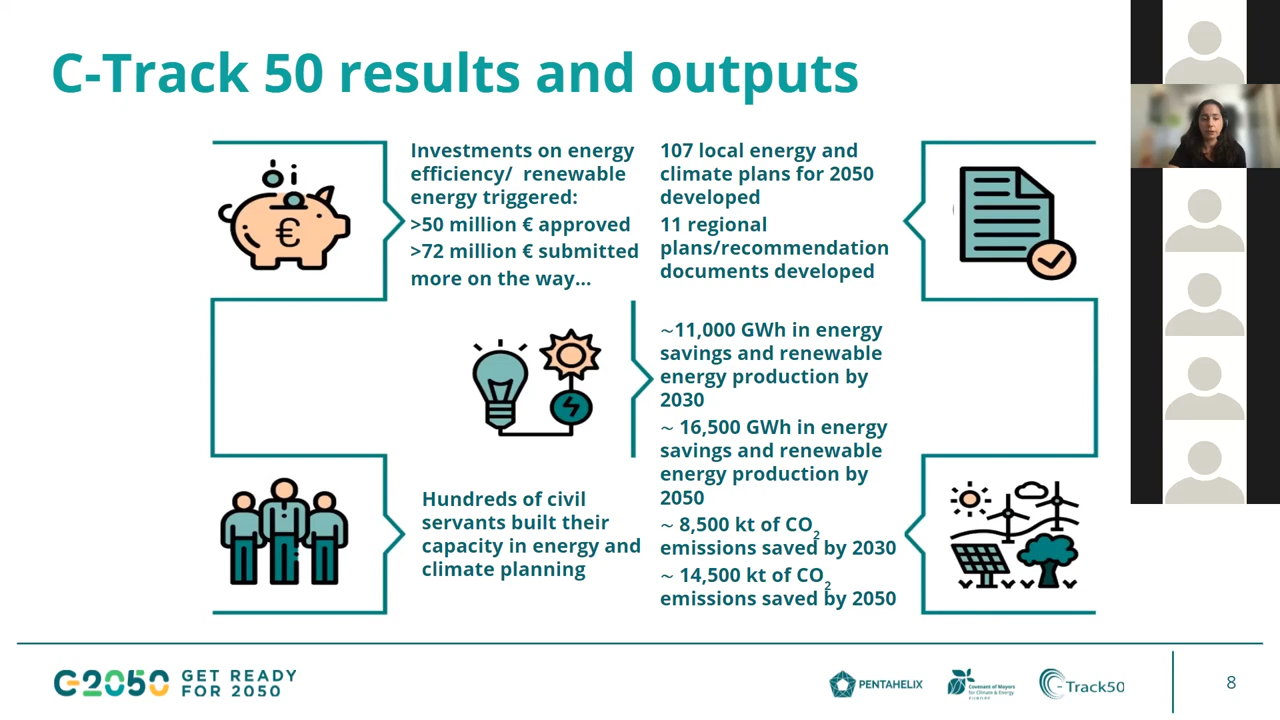 C-Track 50 results and outputs
Investments on energy
efficiency/ renewable
energy triggered:
>50 million € approved
>72 million € submitted
more on the way...
107 local energy and
climate plans for 2050
developed
11 regional
plans/recommendation
documents developed
€
~11,000 GWh in energy
savings and renewable
energy production by
2030
~ 16,500 GWh in energy
savings and renewable
energy production by
2050
~ 8,500 kt of CO2
emissions saved by 2030
~ 14,500 kt of CO2
emissions saved by 2050
Hundreds of civil
servants built their
capacity in energy and
climate planning
C-2050
GET READY
FOR 2050
PENTAHELIX
Covenant of Mayors
for Climate & Energy
C-Track50
8